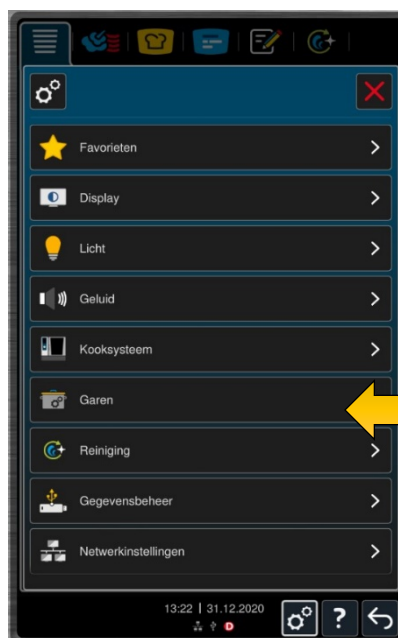 Favorieten
Display
Licht
Geluid
Kooksysteem
Garen
Reiniging
Gegevensbeheer
Netwerkinstellingen
13:22 | 31.12.2020
D
?